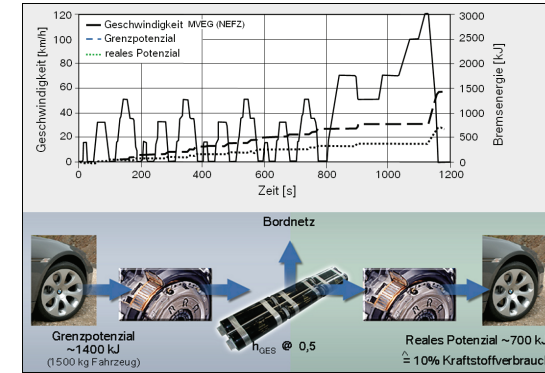 120
100
80
60
40
20
0
Geschwindigkeit [km/h]
Geschwindigkeit MVEG (NEFZ)
Grenzpotenzial
reales Potenzial
3000
2500
2000
1500
1000
500
0
Bremsenergie [kJ]
0 200 400 600 800 1000 1200
Zeit [s]
Bordnetz
hGES @ 0,5
Grenzpotenzial
~1400 kJ
(1500 kg Fahrzeug)
Reales Potenzial ~700 kJ
≙ 10% Kraftstoffverbrauch